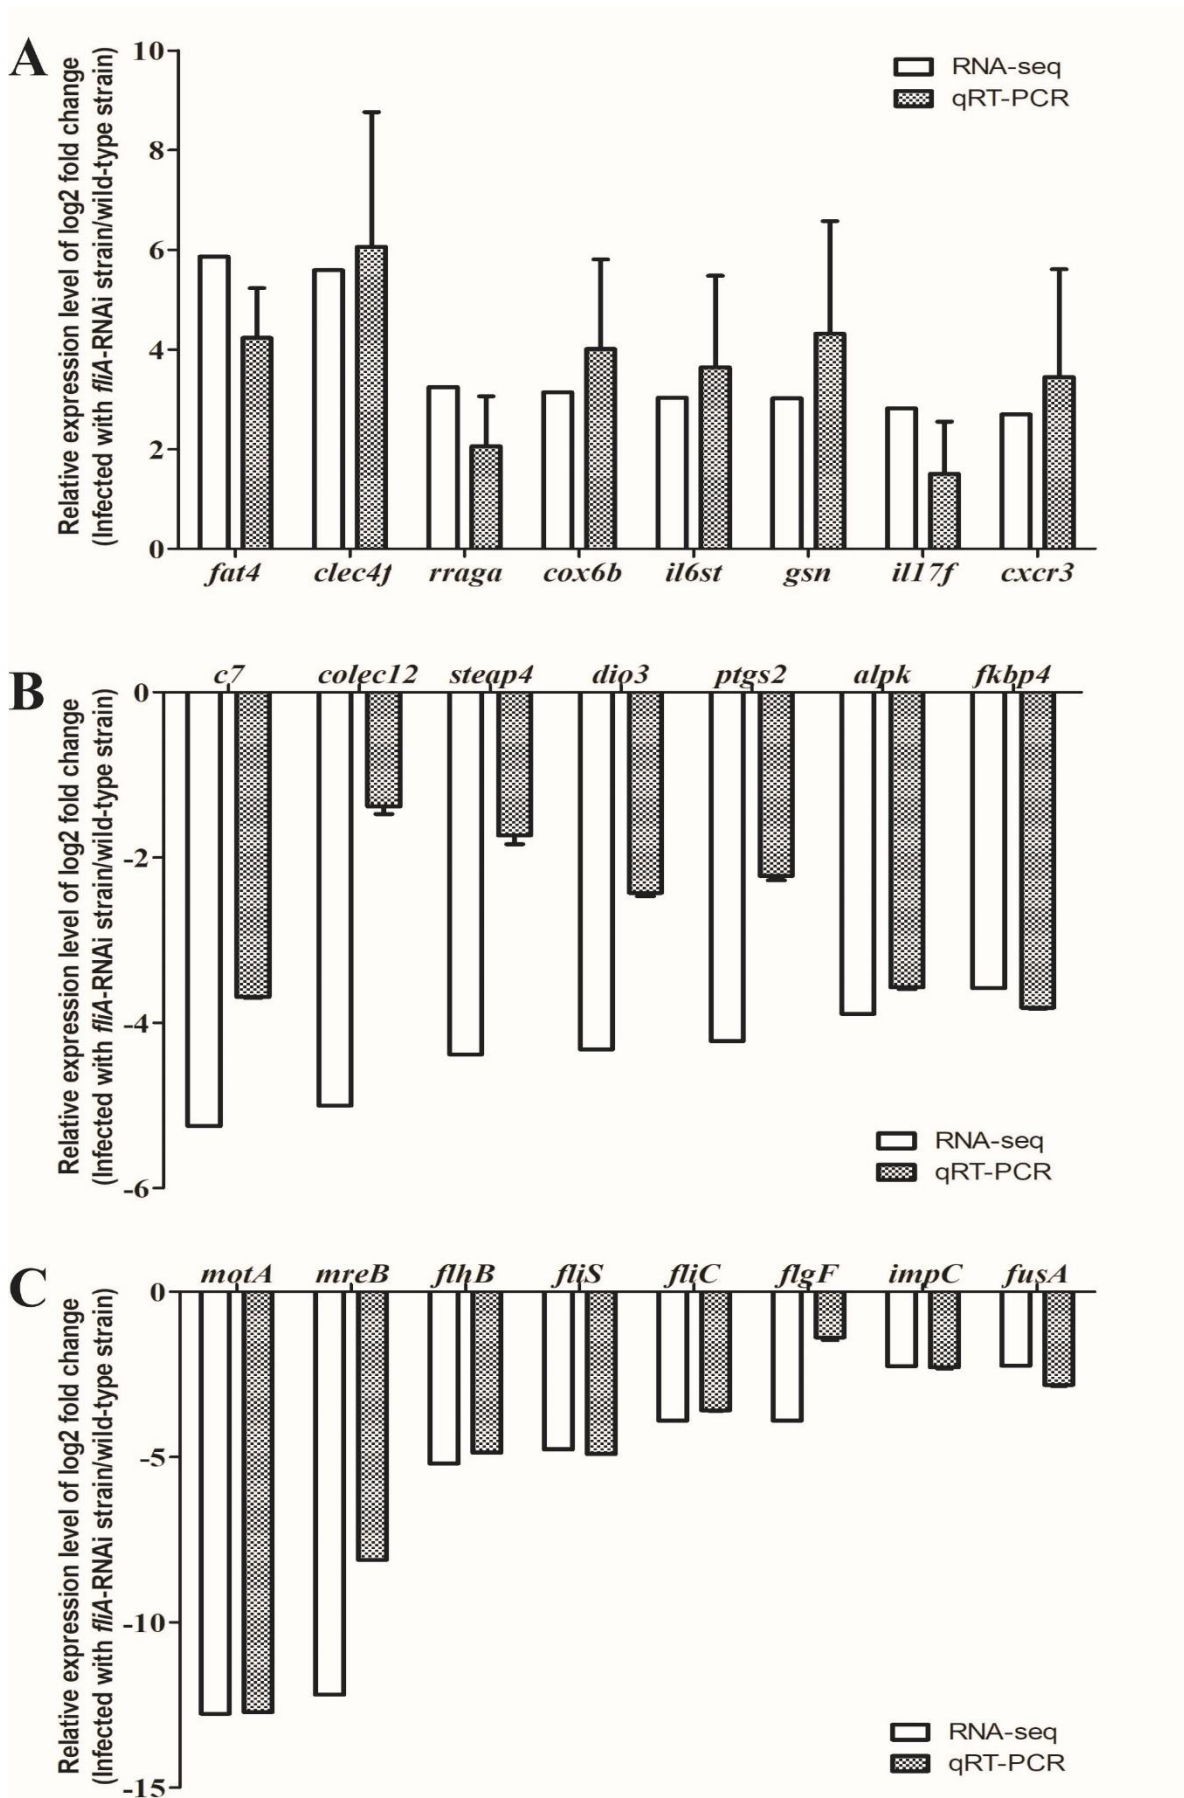 A
Relative expression level of log2 fold change
(Infected with fliA-RNAi strain/wild-type strain)
10
8
6
4
2
0
RNA-seq
qRT-PCR
fat4 clec4f rraga cox6b il6st gsn il17f cxcr3
B
Relative expression level of log2 fold change
(Infected with fliA-RNAi strain/wild-type strain)
c7 colec12 steap4 dio3 ptgs2 alpk fkbp4
0
-2
-4
-6
RNA-seq
qRT-PCR
C
Relative expression level of log2 fold change
(Infected with fliA-RNAi strain/wild-type strain)
motA mreB flhB fliS fliC flgF impC fusA
0
-5
-10
-15
RNA-seq
qRT-PCR